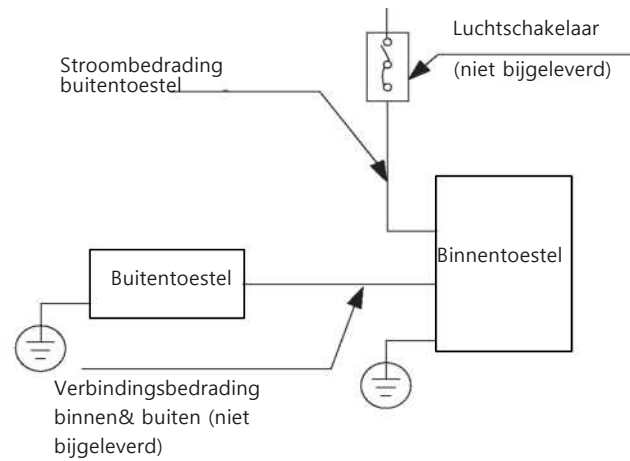 Luchtschakelaar
(niet bijgeleverd)
Stroombedrading
buitentoestel
Binnentoestel
Buitentoestel
Verbindingsbedrading
binnen& buiten (niet
bijgeleverd)